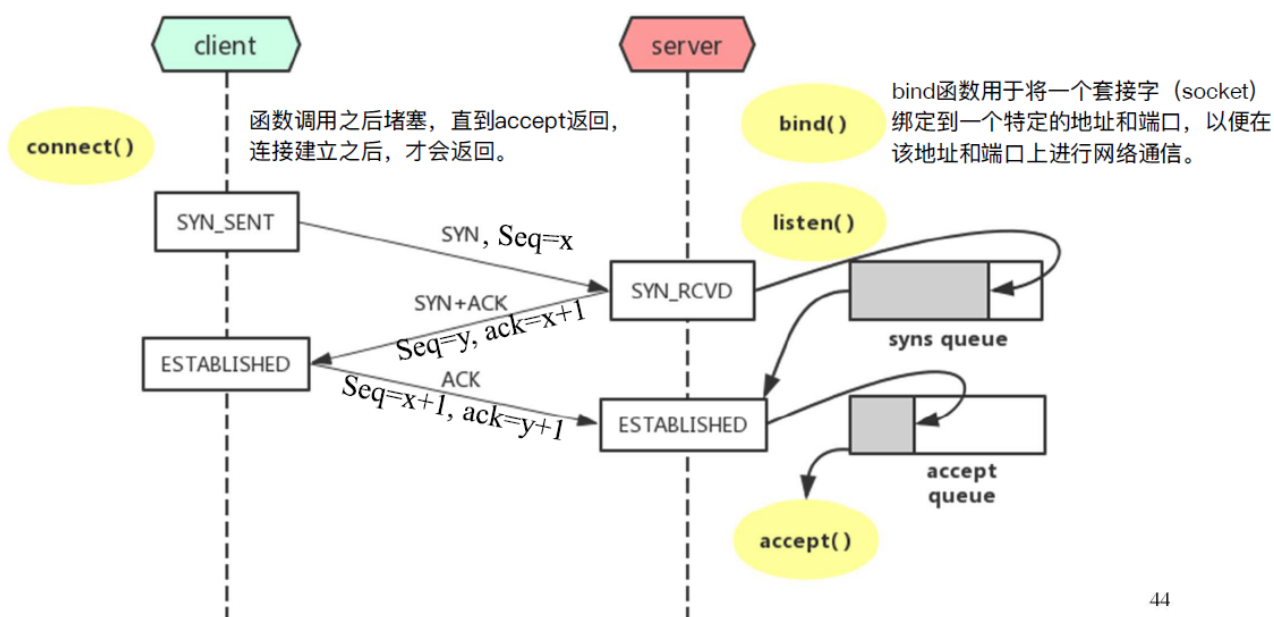 client
server
connect()
函数调用之后堵塞，直到accept返回，
连接建立之后，才会返回。
bind()
bind函数用于将一个套接字（socket）
绑定到一个特定的地址和端口，以便在
该地址和端口上进行网络通信。
listen()
SYN_SENT
SYN, Seq=x
SYN_RCVD
syns queue
SYN+ACK
Seq=y, ack=x+1
ESTABLISHED
ACK
Seq=x+1, ack=y+1
ESTABLISHED
accept
queue
accept()
44